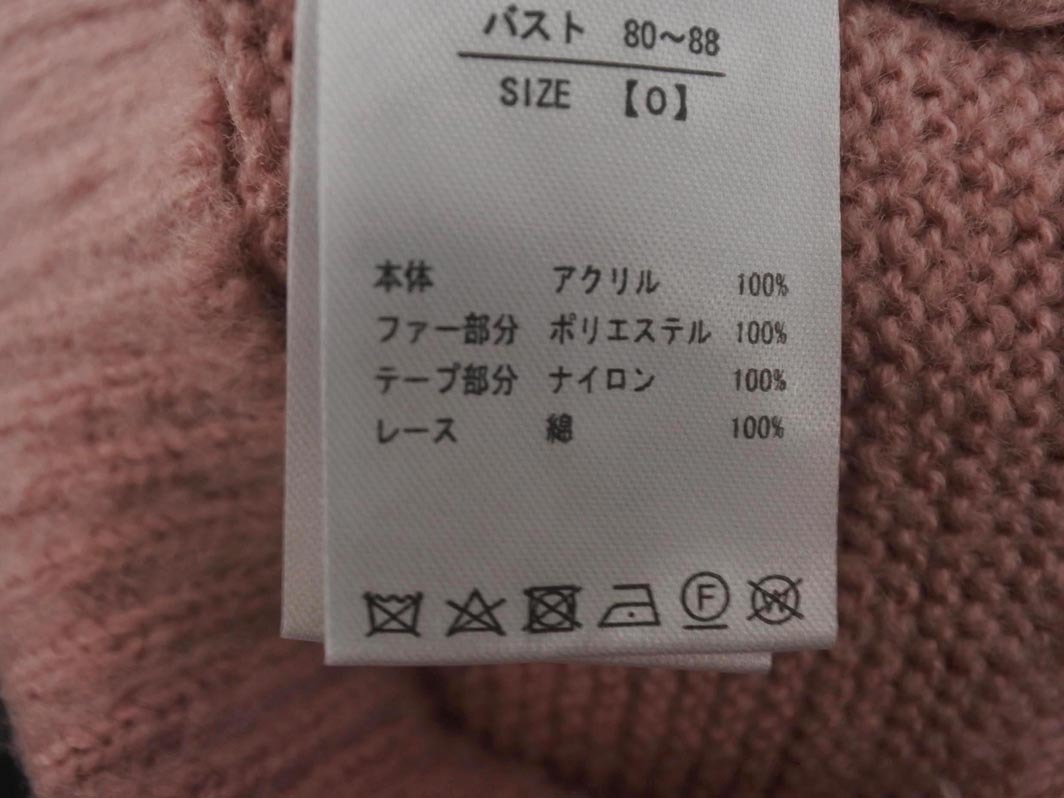 バスト 80〜88
SIZE 【0】
本体 アクリル 100%
ファー部分 ポリエステル 100%
テープ部分 ナイロン 100%
レース 綿 100%
F W